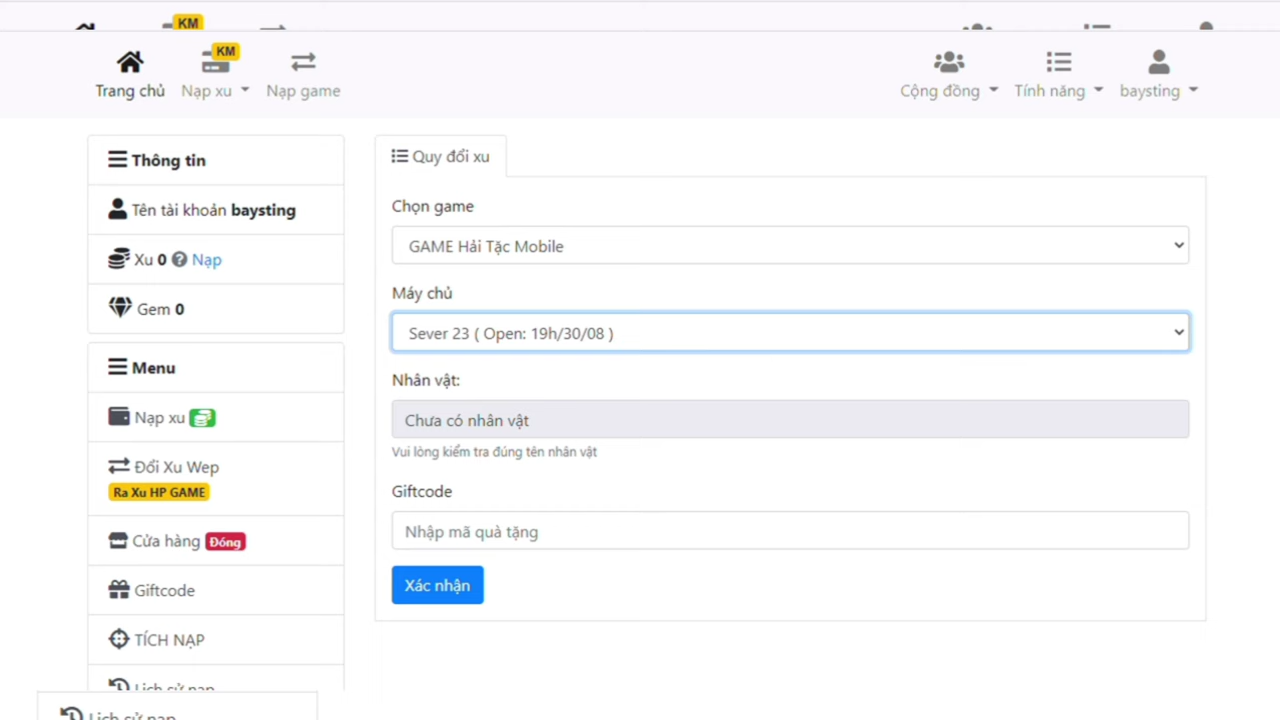 KM
KM
Trang chủ
Nạp xu
Nạp game
Cộng đồng
Tính năng
baysting
Thông tin
Tên tài khoản baysting
Xu 0 Nạp
Gem 0
Menu
Nạp xu
Đổi Xu Wep
Ra Xu HP GAME
Cửa hàng Đóng
Giftcode
TÍCH NẠP
Lịch sử nạp
Lịch sử nạp
Quy đổi xu
Chọn game
GAME Hải Tặc Mobile
Máy chủ
Sever 23 ( Open: 19h/30/08 )
Nhân vật:
Chưa có nhân vật
Vui lòng kiểm tra đúng tên nhân vật
Giftcode
Nhập mã quà tặng
Xác nhận